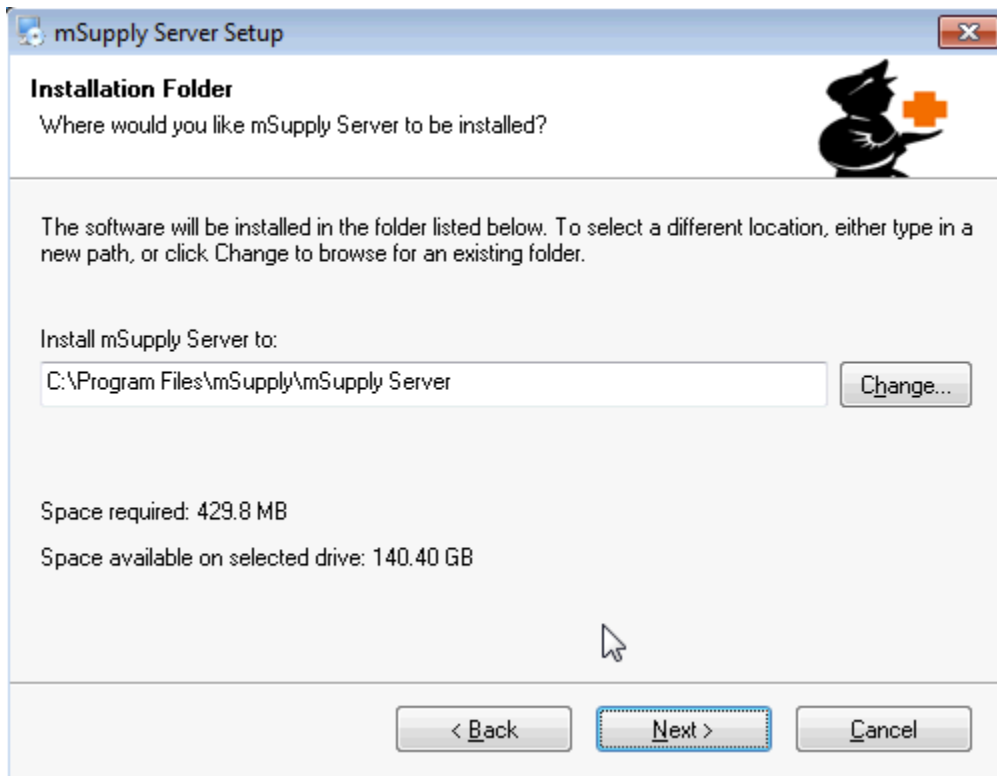 mSupply Server Setup
Installation Folder
Where would you like mSupply Server to be installed?
The software will be installed in the folder listed below. To select a different location, either type in a
new path, or click Change to browse for an existing folder.
Install mSupply Server to:
C:\Program Files\mSupply\mSupply Server
Change...
Space required: 429.8 MB
Space available on selected drive: 140.40 GB
< Back
Next >
Cancel